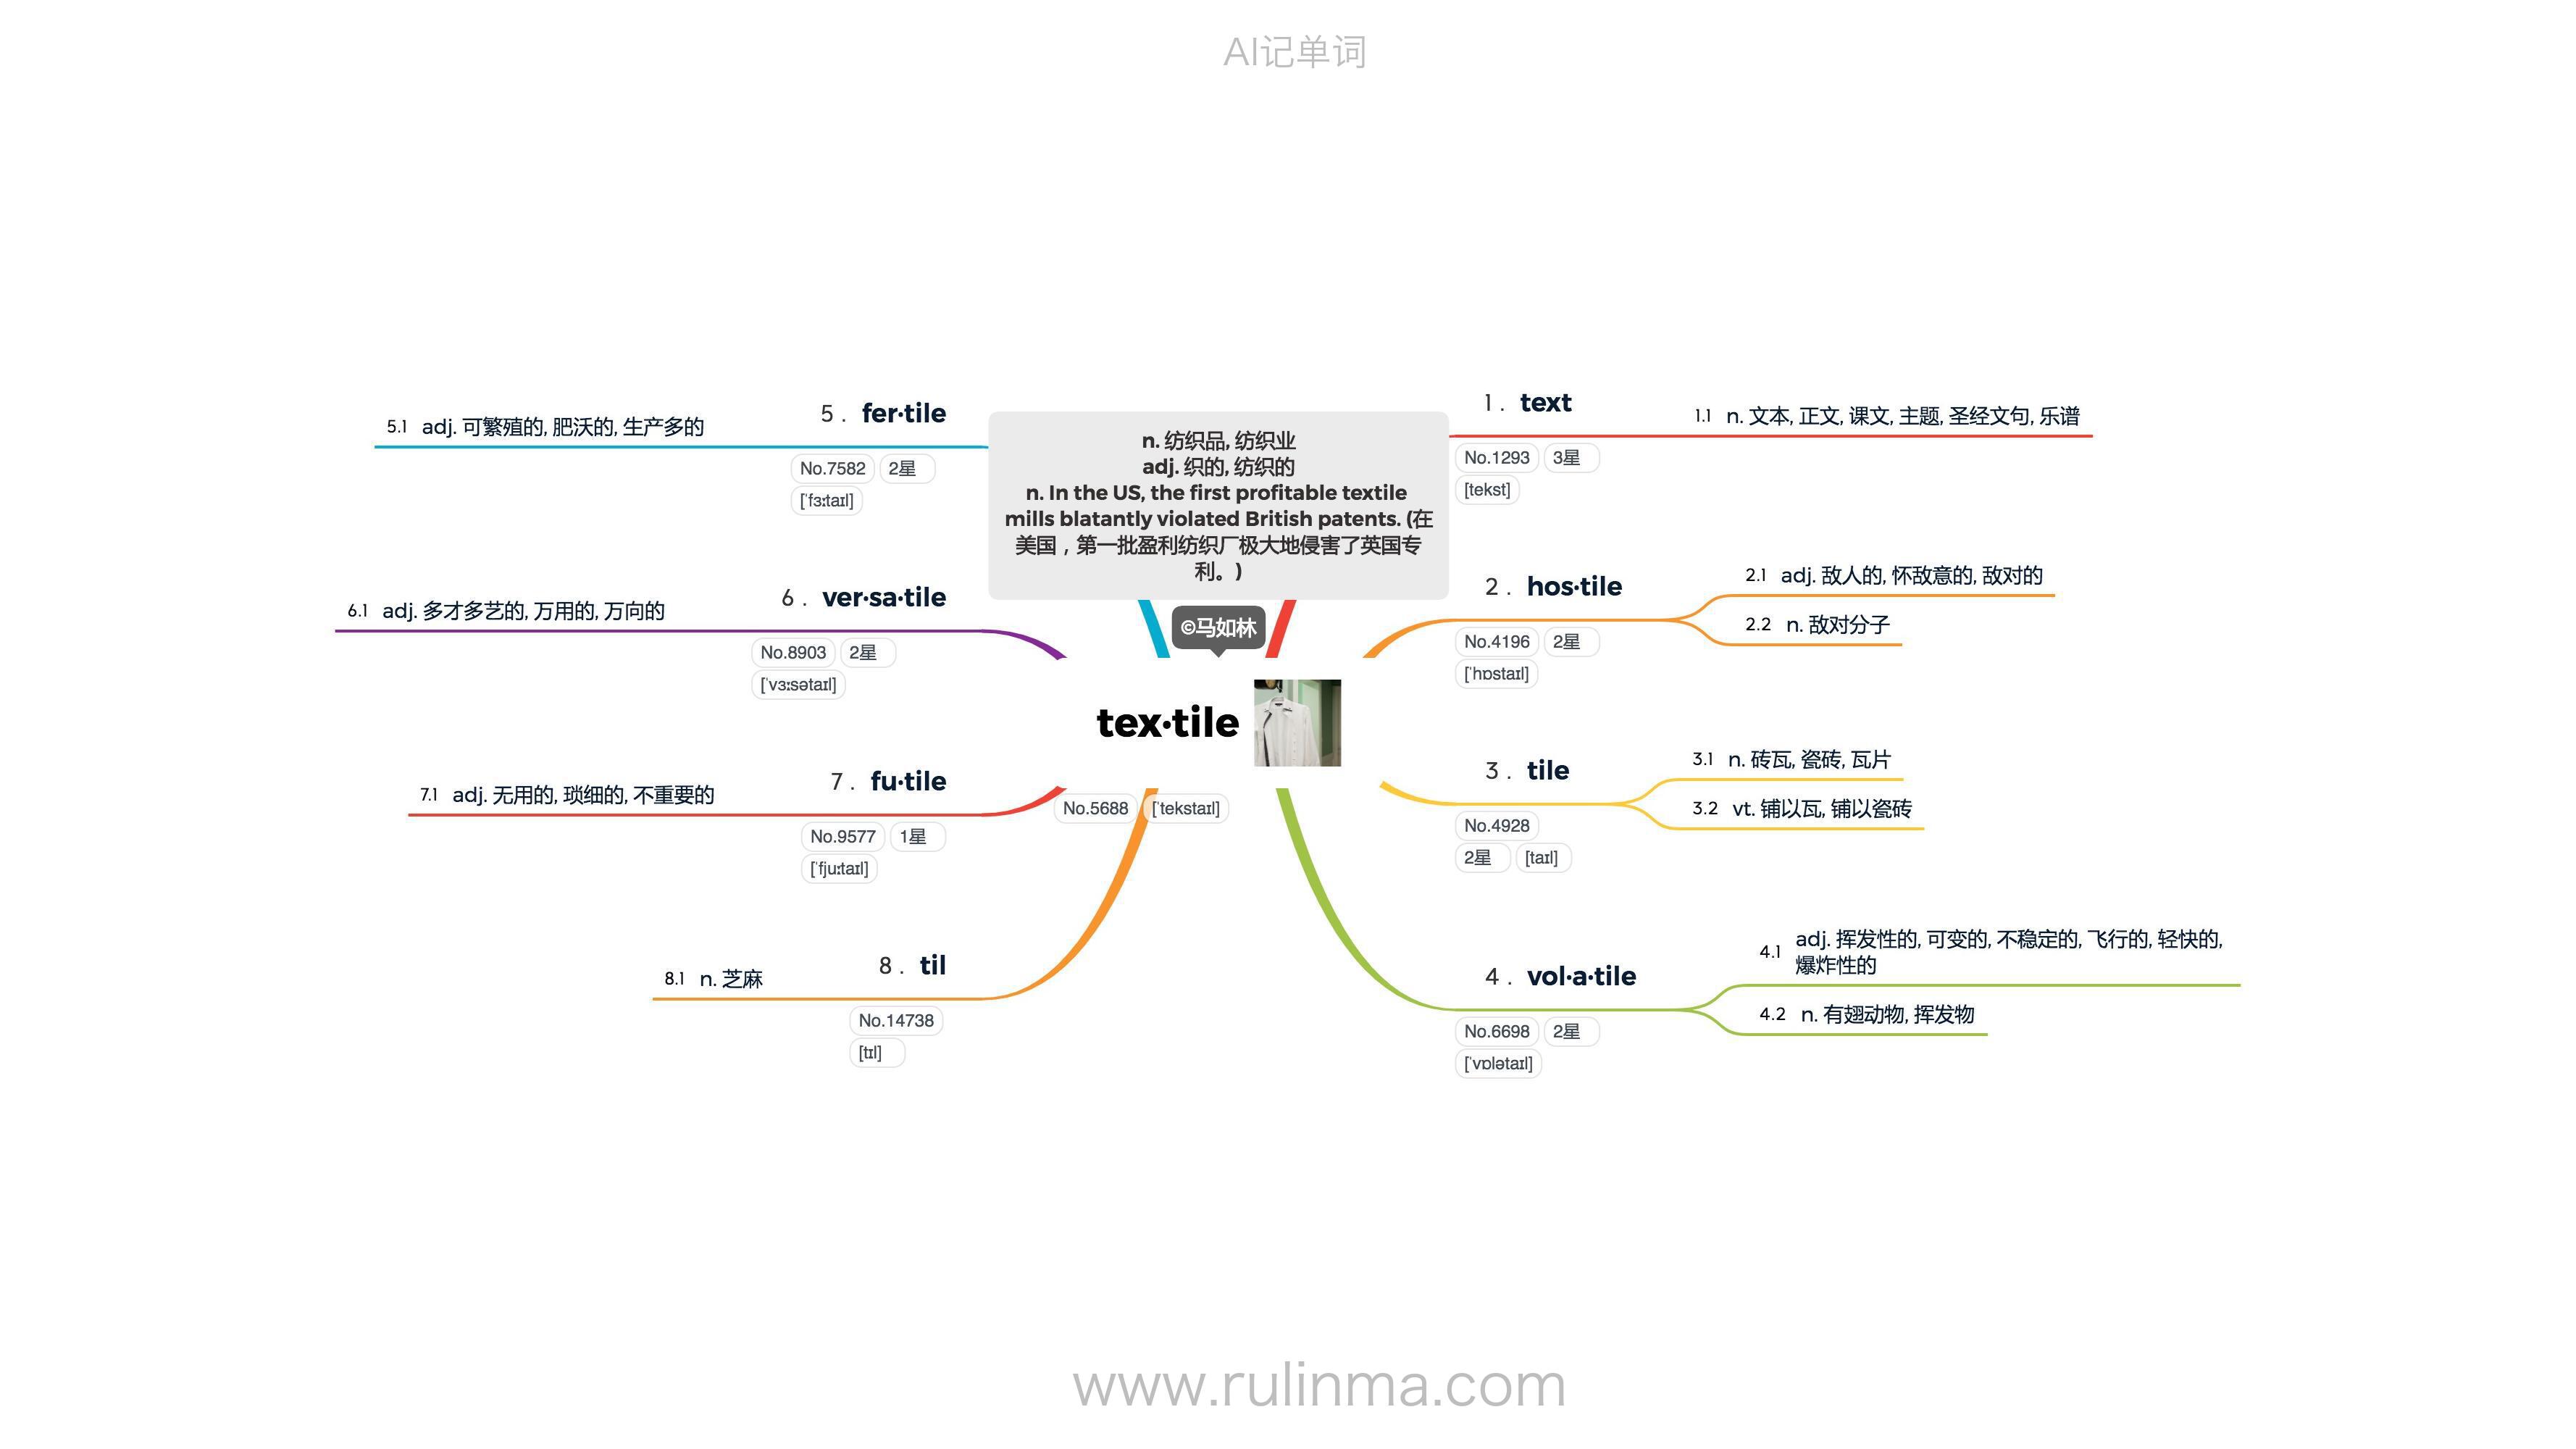 AI记单词
n. 纺织品, 纺织业
adj. 织的, 纺织的
n. In the US, the first profitable textile
mills blatantly violated British patents. (在
美国，第一批盈利纺织厂极大地侵害了英国专
利。)
©马如林
tex·tile
No.5688 ['tekstaɪl]
1. text
No.1293 3星
[tekst]
1.1 n. 文本, 正文, 课文, 主题, 圣经文句, 乐谱
2. hos·tile
No.4196 2星
['hɒstaɪl]
2.1 adj. 敌人的, 怀敌意的, 敌对的
2.2 n. 敌对分子
3. tile
No.4928
2星 [taɪl]
3.1 n. 砖瓦, 瓷砖, 瓦片
3.2 vt. 铺以瓦, 铺以瓷砖
4. vol·a·tile
No.6698 2星
['vɒlətaɪl]
4.1 adj. 挥发性的, 可变的, 不稳定的, 飞行的, 轻快的,
爆炸性的
4.2 n. 有翅动物, 挥发物
5. fer·tile
No.7582 2星
['fɜːtaɪl]
5.1 adj. 可繁殖的, 肥沃的, 生产多的
6. ver·sa·tile
No.8903 2星
['vɜːsətaɪl]
6.1 adj. 多才多艺的, 万用的, 万向的
7. fu·tile
No.9577 1星
['fjuːtaɪl]
7.1 adj. 无用的, 琐细的, 不重要的
8. til
No.14738
[tɪl]
8.1 n. 芝麻
www.rulinma.com